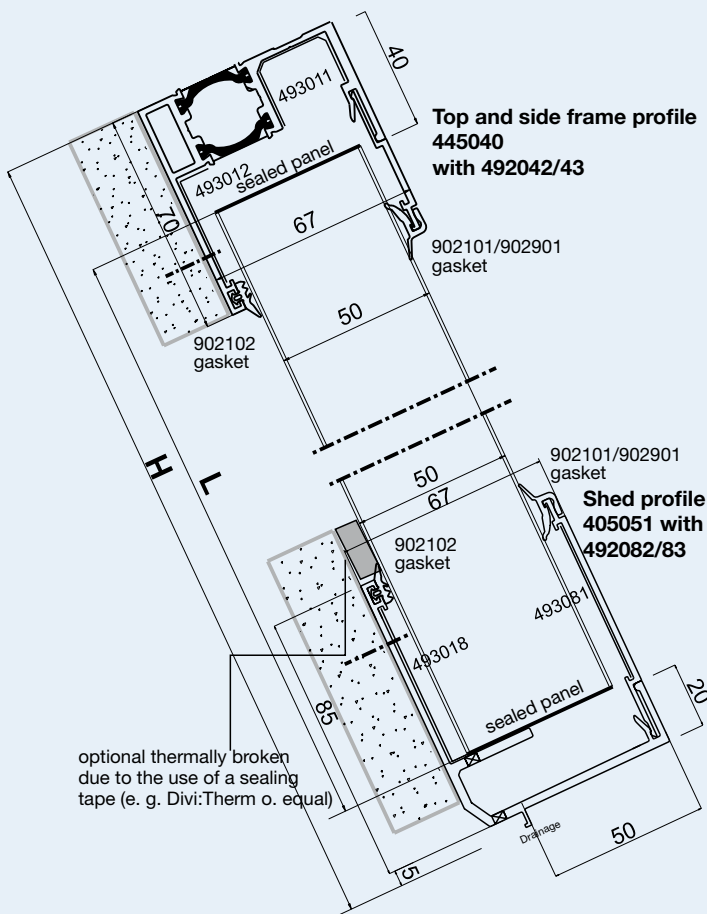 40
493011
Top and side frame profile
445040
with 492042/43
sealed panel
493012
70
67
902101/902901
gasket
50
902102
gasket
H
L
50
67
902101/902901
gasket
Shed profile
405051 with
492082/83
902102
gasket
493081
493018
85
sealed panel
20
optional thermally broken
due to the use of a sealing
tape (e. g. Divi:Therm o. equal)
Drainage
50
5